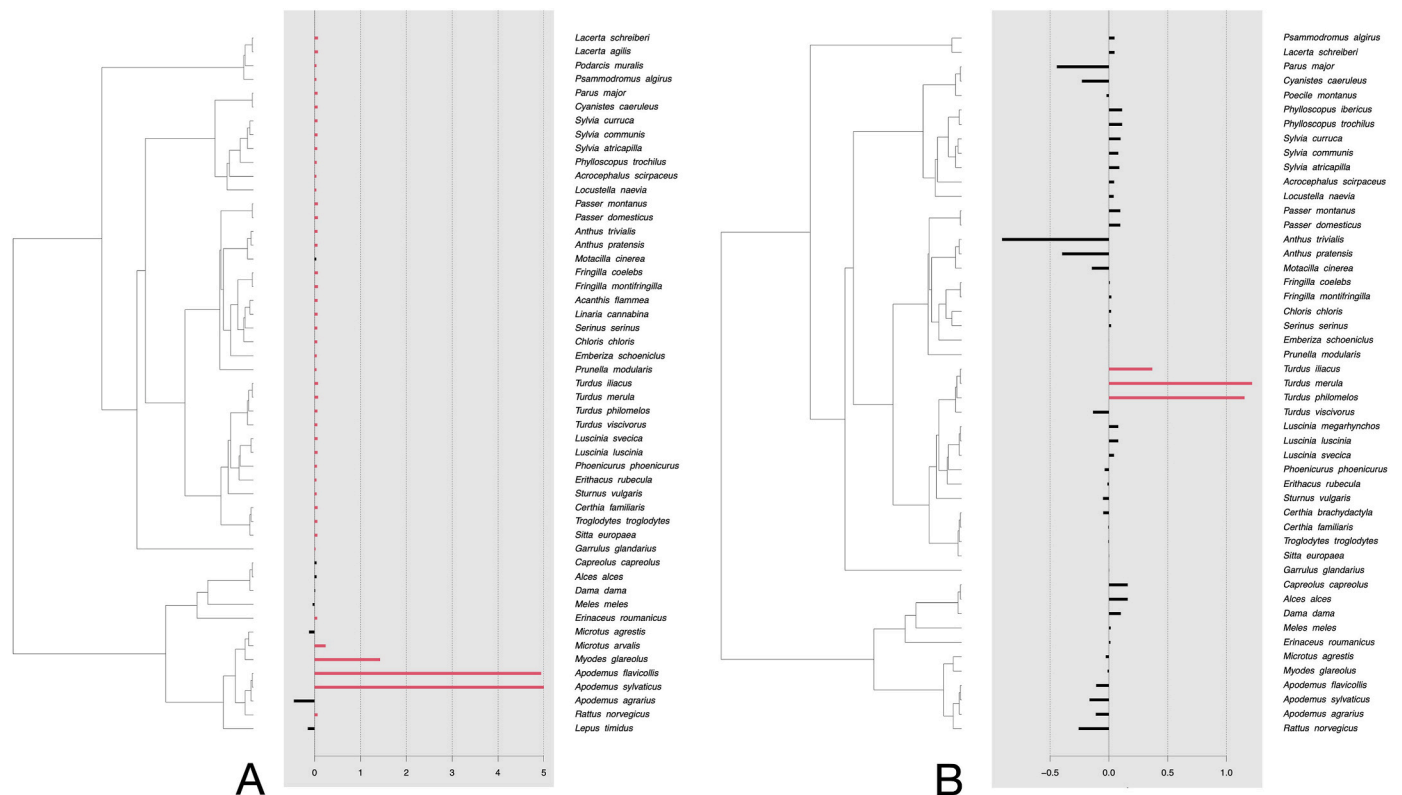 Lacerta schreiberi
Lacerta agilis
Podarcis muralis
Psammodromus algirus
Parus major
Cyanistes caeruleus
Sylvia curruca
Sylvia communis
Sylvia atricapilla
Phylloscopus trochilus
Acrocephalus scirpaceus
Locustella naevia
Passer montanus
Passer domesticus
Anthus trivialis
Anthus pratensis
Motacilla cinerea
Fringilla coelebs
Fringilla montifringilla
Acanthis flammea
Linaria cannabina
Serinus serinus
Chloris chloris
Emberiza schoeniclus
Prunella modularis
Turdus iliacus
Turdus merula
Turdus philomelos
Turdus viscivorus
Luscinia svecica
Luscinia luscinia
Phoenicurus phoenicurus
Erithacus rubecula
Sturnus vulgaris
Certhia familiaris
Troglodytes troglodytes
Sitta europaea
Garrulus glandarius
Capreolus capreolus
Alces alces
Dama dama
Meles meles
Erinaceus roumanicus
Microtus agrestis
Microtus arvalis
Myodes glareolus
Apodemus flavicollis
Apodemus sylvaticus
Apodemus agrarius
Rattus norvegicus
Lepus timidus
0 1 2 3 4 5
A
Psammodromus algirus
Lacerta schreiberi
Parus major
Cyanistes caeruleus
Poecile montanus
Phylloscopus ibericus
Phylloscopus trochilus
Sylvia curruca
Sylvia communis
Sylvia atricapilla
Acrocephalus scirpaceus
Locustella naevia
Passer montanus
Passer domesticus
Anthus trivialis
Anthus pratensis
Motacilla cinerea
Fringilla coelebs
Fringilla montifringilla
Chloris chloris
Serinus serinus
Emberiza schoeniclus
Prunella modularis
Turdus iliacus
Turdus merula
Turdus philomelos
Turdus viscivorus
Luscinia megarhynchos
Luscinia luscinia
Luscinia svecica
Phoenicurus phoenicurus
Erithacus rubecula
Sturnus vulgaris
Certhia brachydactyla
Certhia familiaris
Troglodytes troglodytes
Sitta europaea
Garrulus glandarius
Capreolus capreolus
Alces alces
Dama dama
Meles meles
Erinaceus roumanicus
Microtus agrestis
Myodes glareolus
Apodemus flavicollis
Apodemus sylvaticus
Apodemus agrarius
Rattus norvegicus
−0.5 0.0 0.5 1.0
B